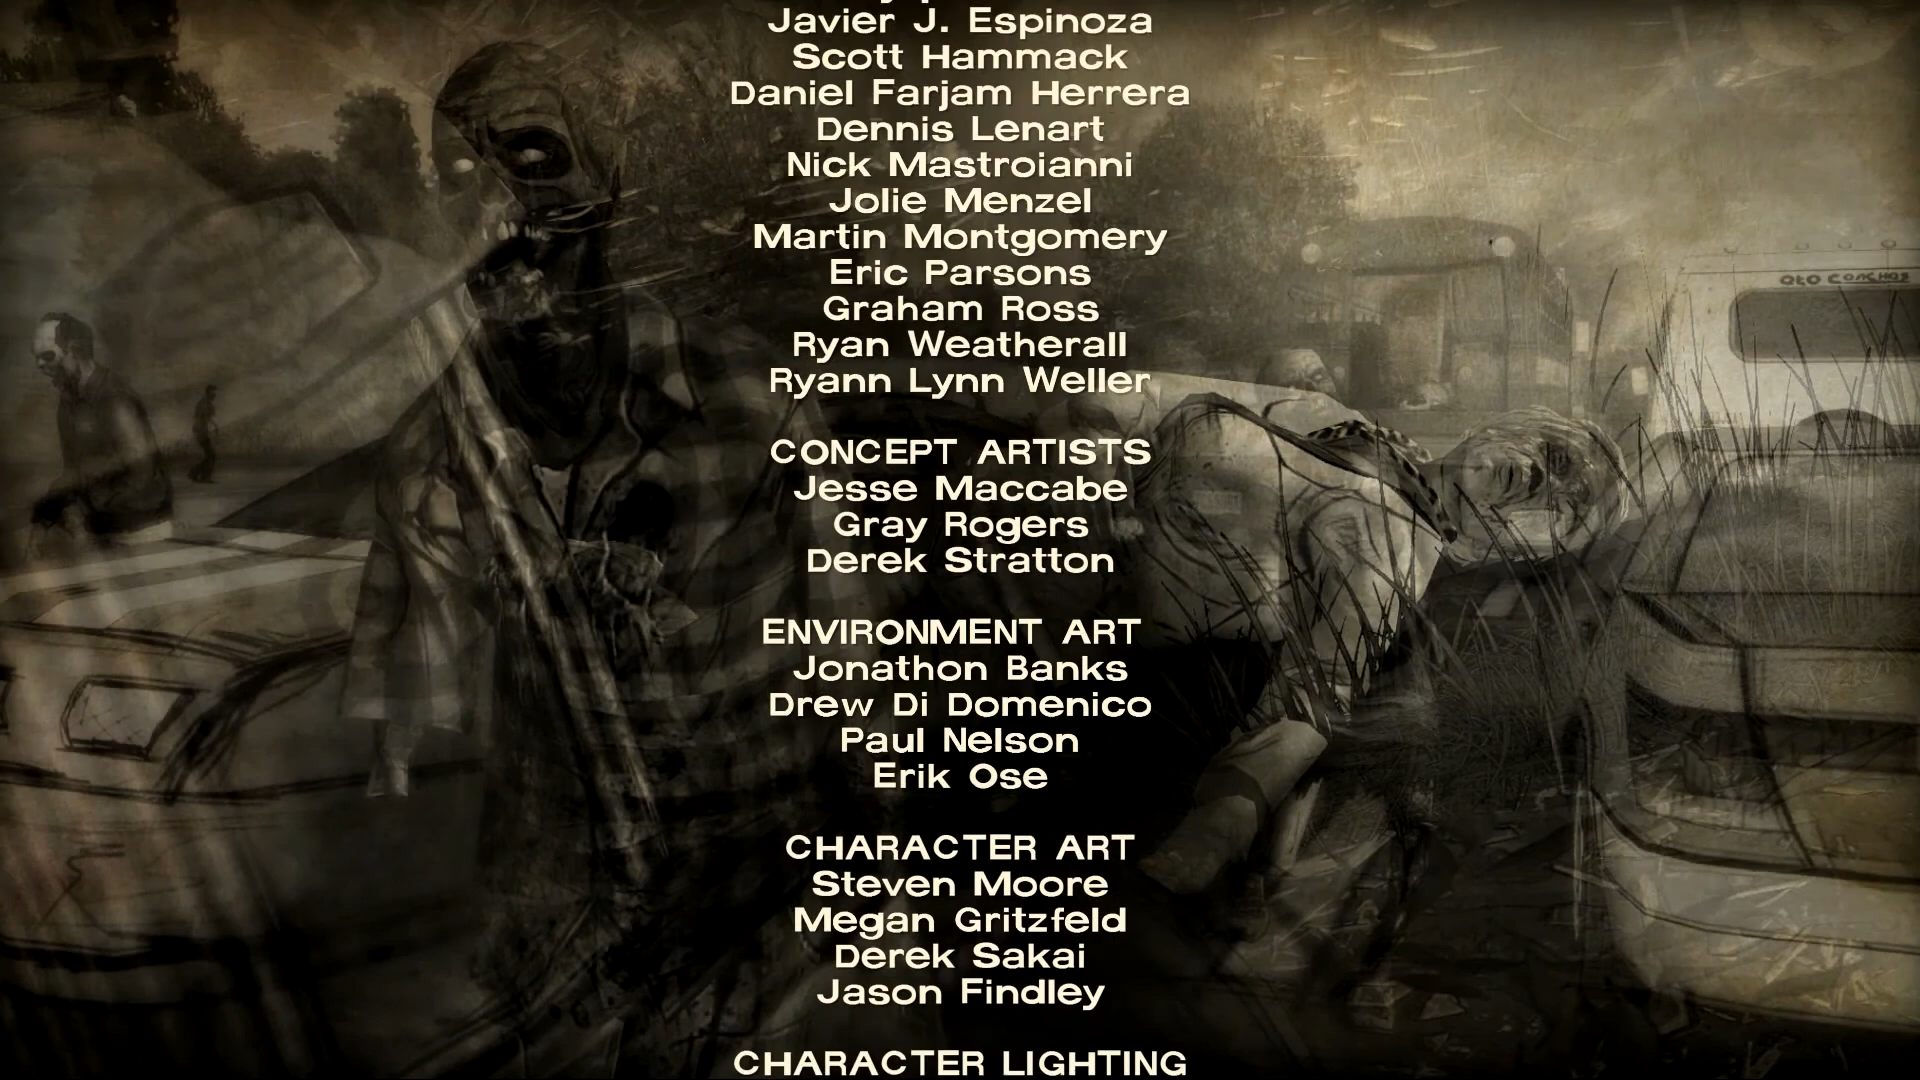 Javier J. Espinoza
Scott Hammack
Daniel Farjam Herrera
Dennis Lenart
Nick Mastroianni
Jolie Menzel
Martin Montgomery
Eric Parsons
Graham Ross
Ryan Weatherall
Ryann Lynn Weller
CONCEPT ARTISTS
Jesse Maccabe
Gray Rogers
Derek Stratton
ENVIRONMENT ART
Jonathon Banks
Drew Di Domenico
Paul Nelson
Erik Ose
CHARACTER ART
Steven Moore
Megan Gritzfeld
Derek Sakai
Jason Findley
CHARACTER LIGHTING